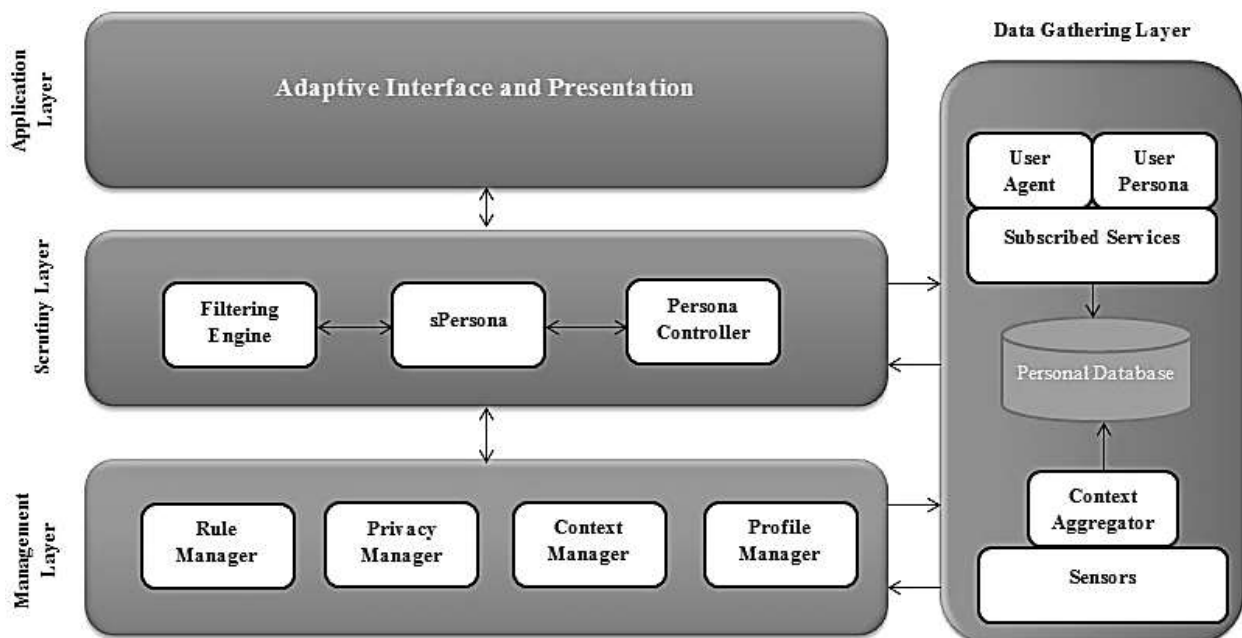 Application
Layer
Adaptive Interface and Presentation
Scrutiny Layer
Filtering
Engine
sPersona
Persona
Controller
Management
Layer
Rule
Manager
Privacy
Manager
Context
Manager
Profile
Manager
Data Gathering Layer
User
Agent
User
Persona
Subscribed Services
Personal Database
Context
Aggregator
Sensors